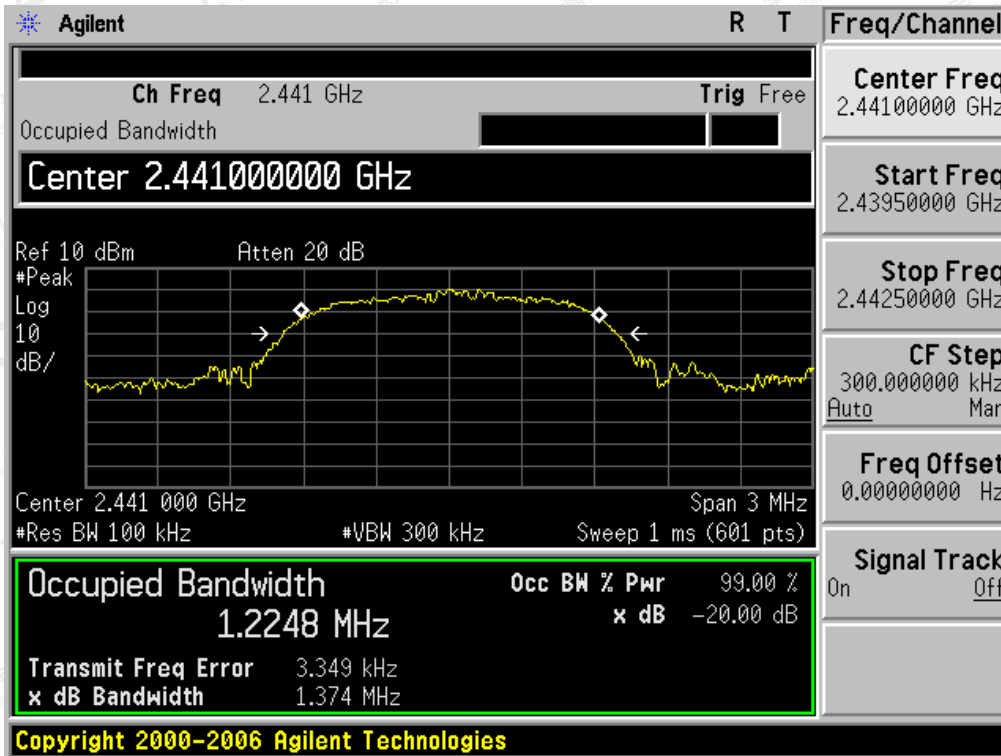 Agilent R T
Ch Freq 2.441 GHz Trig Free
Occupied Bandwidth
Center 2.441000000 GHz
Ref 10 dBm Atten 20 dB
#Peak
Log
10
dB/
Center 2.441 000 GHz Span 3 MHz
#Res BW 100 kHz #VBW 300 kHz Sweep 1 ms (601 pts)
Occupied Bandwidth Occ BW % Pwr 99.00 %
1.2248 MHz x dB -20.00 dB
Transmit Freq Error 3.349 kHz
x dB Bandwidth 1.374 MHz
Copyright 2000-2006 Agilent Technologies
Freq/Channel
Center Freq
2.44100000 GHz
Start Freq
2.43950000 GHz
Stop Freq
2.44250000 GHz
CF Step
300.000000 kHz
Auto Man
Freq Offset
0.00000000 Hz
Signal Track
On Off